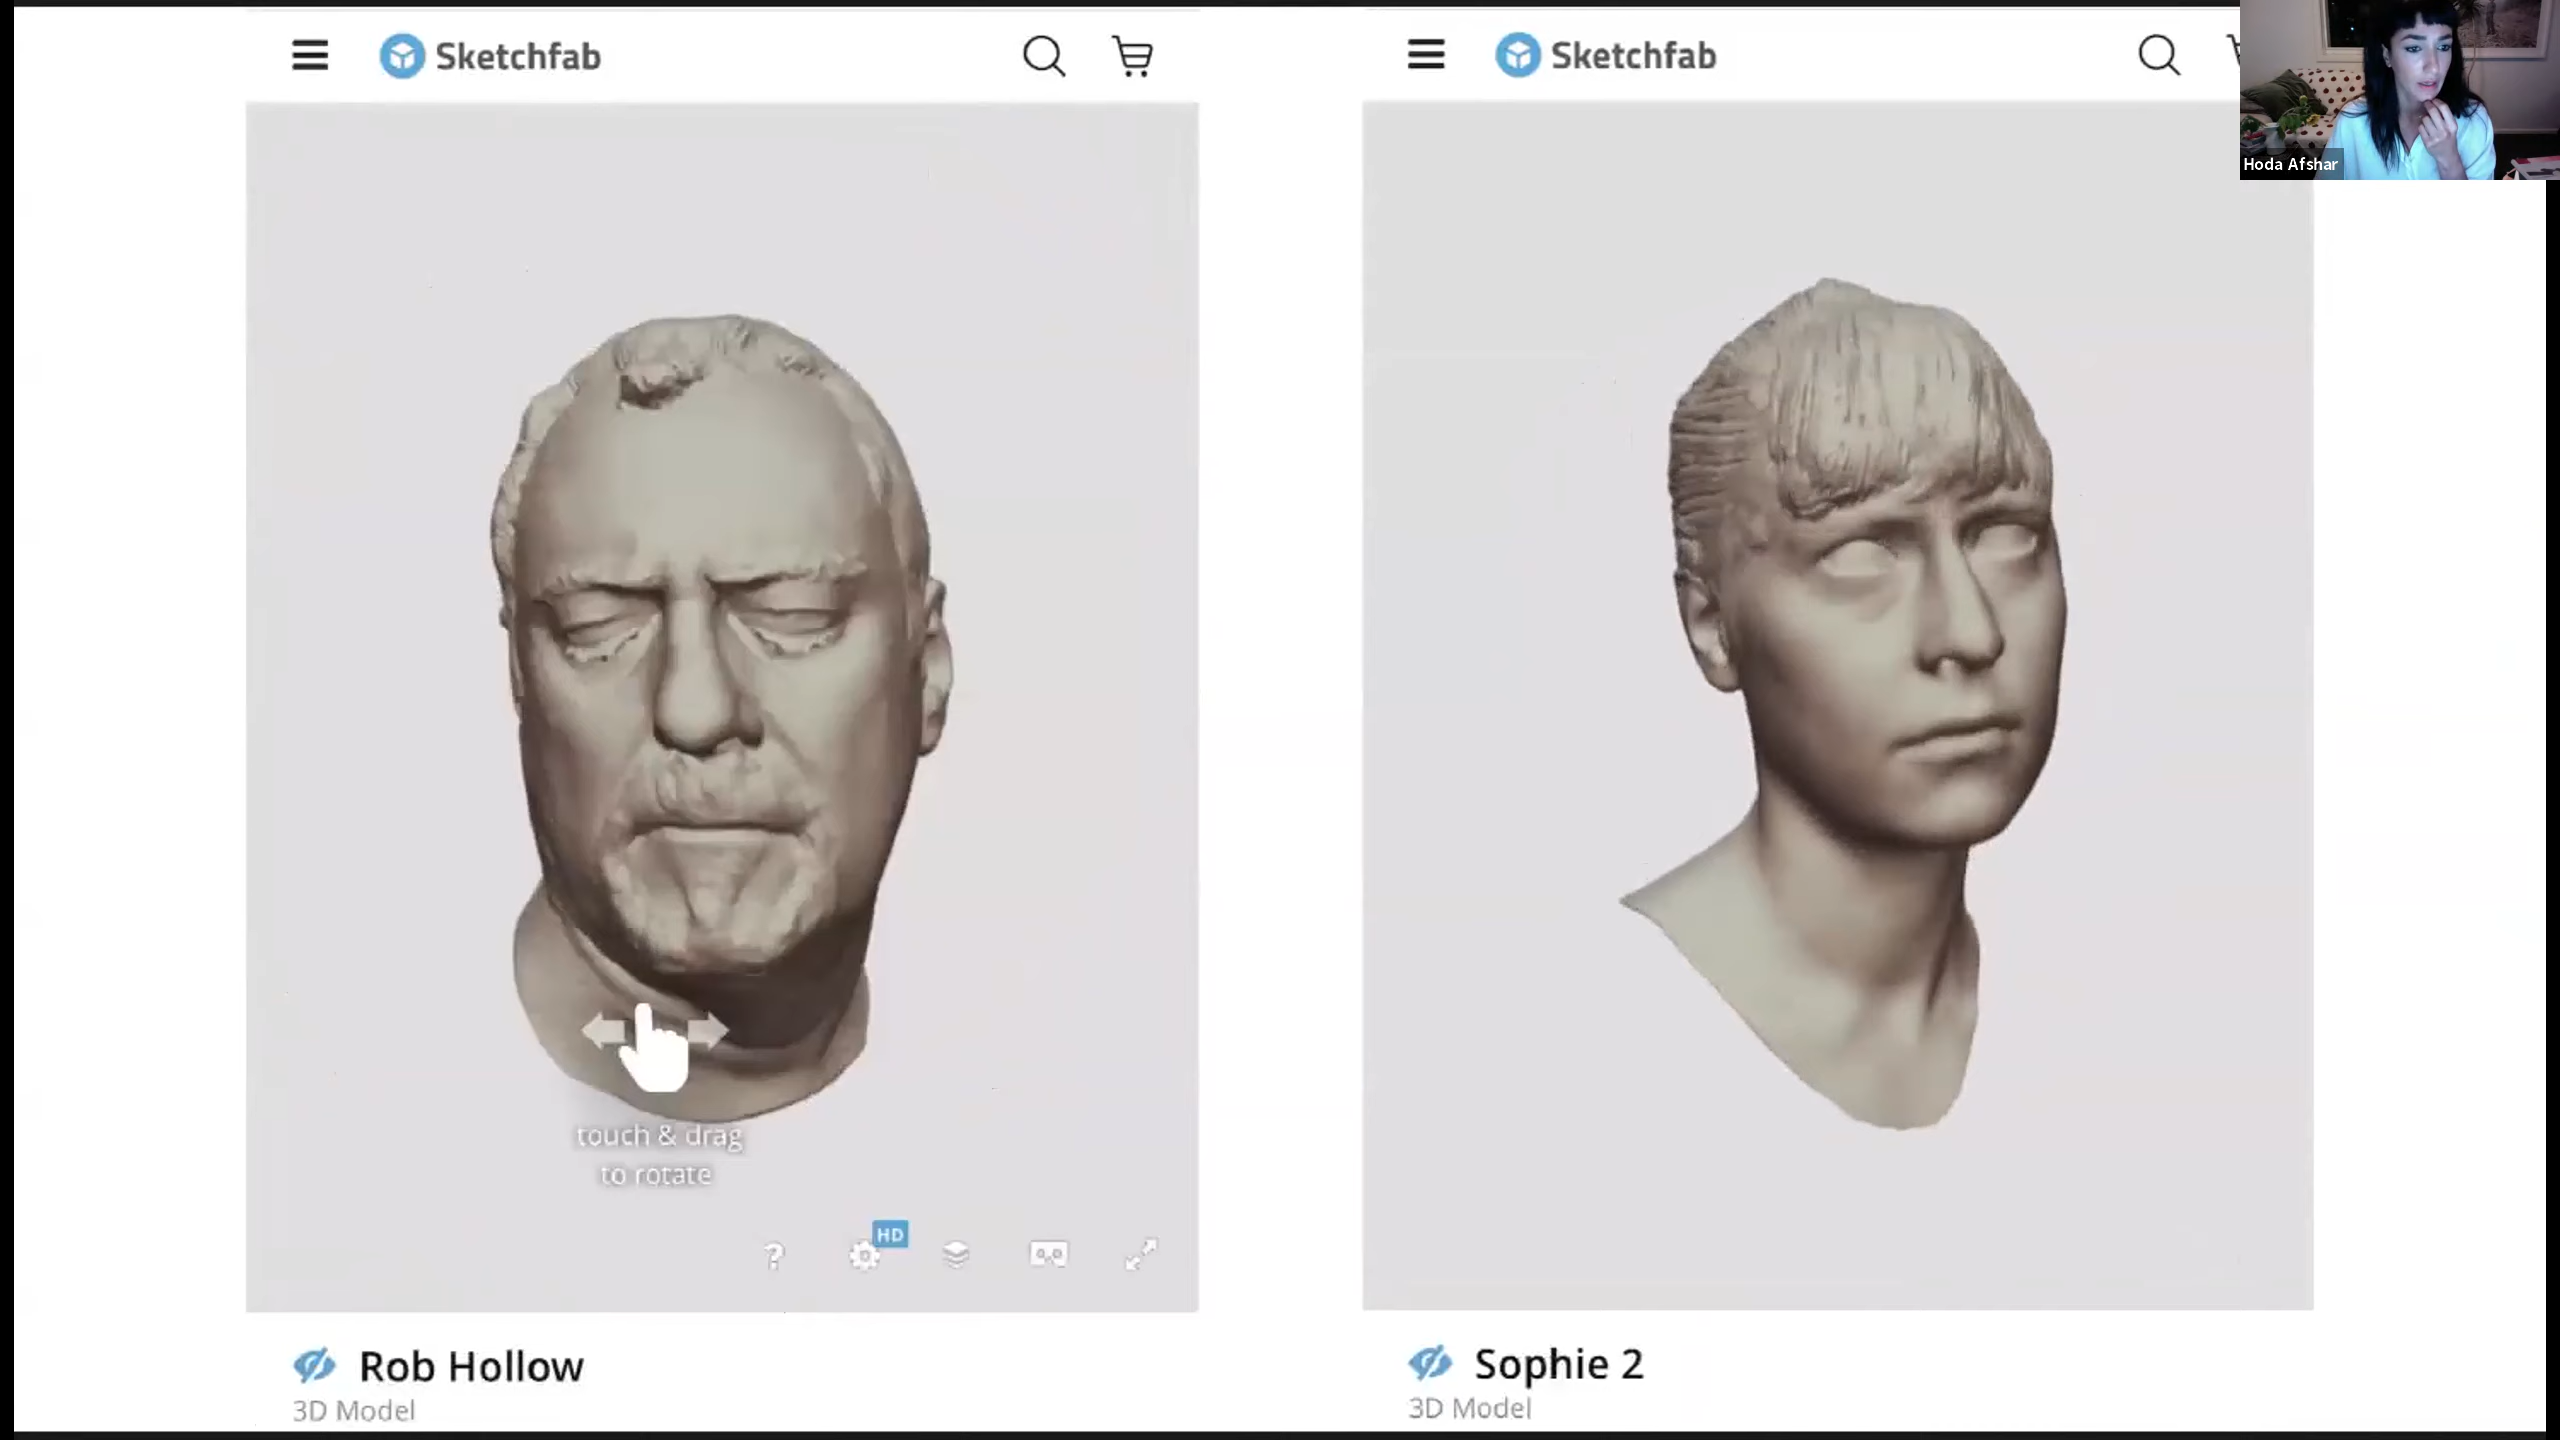 Sketchfab
touch & drag
to rotate
?
HD
Rob Hollow
3D Model
Sketchfab
Sophie 2
3D Model
Hoda Afshar